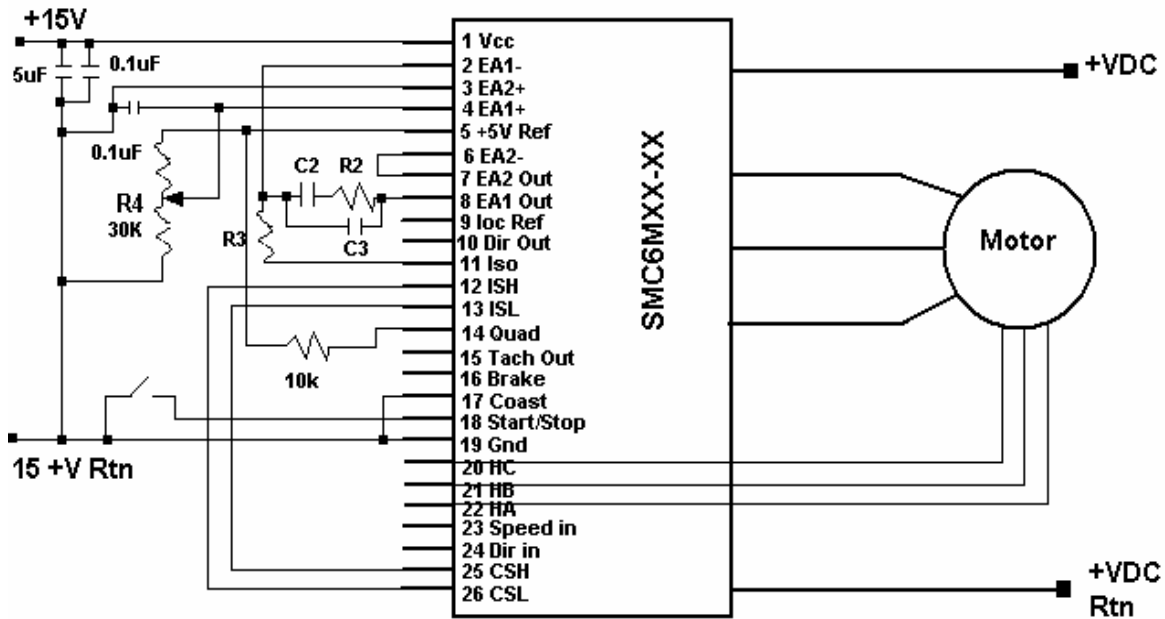 +15V
5uF
0.1uF
0.1uF
R4
30K
C2
R2
R3
C3
10k
15 +V Rtn
1 Vcc
2 EA1-
3 EA2+
4 EA1+
5 +5V Ref
6 EA2-
7 EA2 Out
8 EA1 Out
9 Ioc Ref
10 Dir Out
11 Iso
12 ISH
13 ISL
14 Quad
15 Tach Out
16 Brake
17 Coast
18 Start/Stop
19 Gnd
20 HC
21 HB
22 HA
23 Speed in
24 Dir in
25 CSH
26 CSL
SMC6MXX-XX
+VDC
Motor
+VDC
Rtn